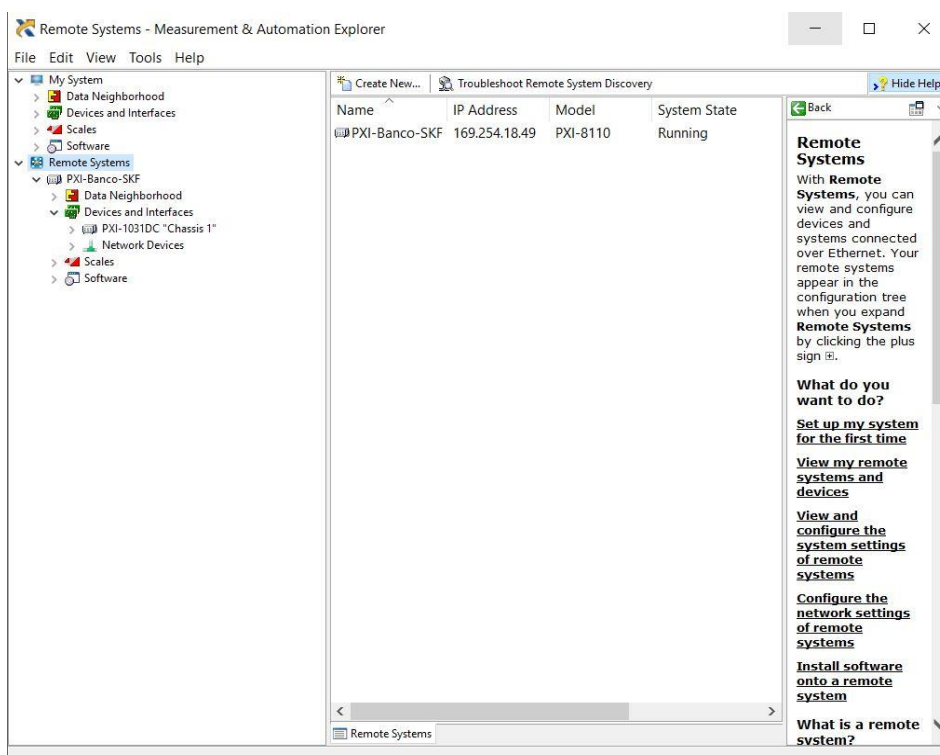 Remote Systems - Measurement & Automation Explorer
File Edit View Tools Help
My System
Data Neighborhood
Devices and Interfaces
Scales
Software
Remote Systems
PXI-Banco-SKF
Data Neighborhood
Devices and Interfaces
PXI-1031DC "Chassis 1"
Network Devices
Scales
Software
Create New... Troubleshoot Remote System Discovery Hide Help
Name IP Address Model System State
PXI-Banco-SKF 169.254.18.49 PXI-8110 Running
Remote Systems
Back
Remote
Systems
With Remote
Systems, you can
view and configure
devices and
systems connected
over Ethernet. Your
remote systems
appear in the
configuration tree
when you expand
Remote Systems
by clicking the plus
sign ⊞.
What do you
want to do?
Set up my system
for the first time
View my remote
systems and
devices
View and
configure the
system settings
of remote
systems
Configure the
network settings
of remote
systems
Install software
onto a remote
system
What is a remote
system?